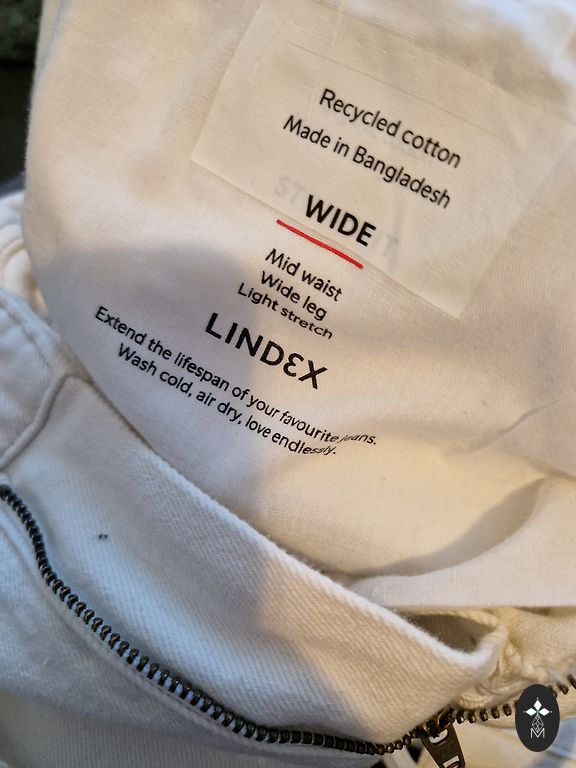 Recycled cotton
Made in Bangladesh
WIDE
Mid waist
Wide leg
Light stretch
LINDEX
Extend the lifespan of your favourite jeans.
Wash cold, air dry, love endlessly.